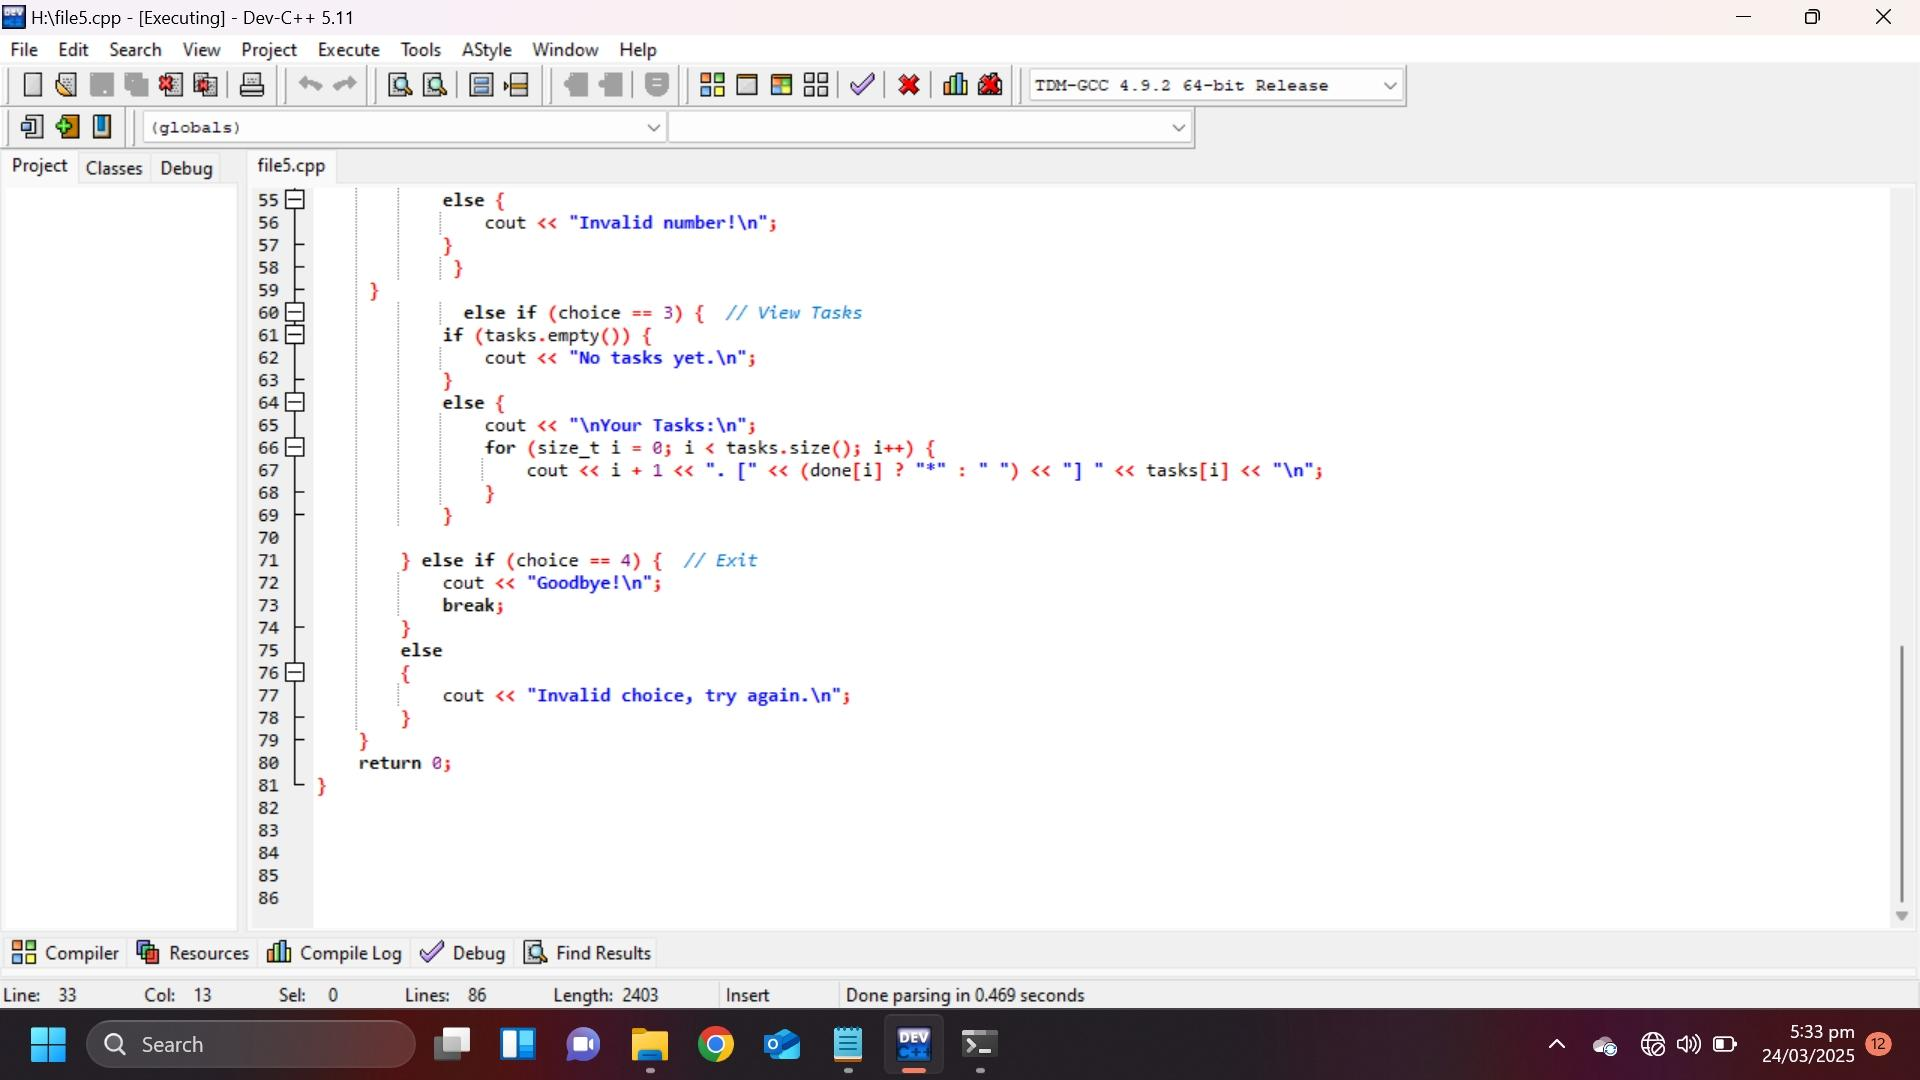 H:\file5.cpp - [Executing] - Dev-C++ 5.11
File Edit Search View Project Execute Tools AStyle Window Help
TDM-GCC 4.9.2 64-bit Release
(globals)
Project Classes Debug file5.cpp
55 else {
56 cout << "Invalid number!\n";
57 }
58 }
59 }
60 else if (choice == 3) { // View Tasks
61 if (tasks.empty()) {
62 cout << "No tasks yet.\n";
63 }
64 else {
65 cout << "\nYour Tasks:\n";
66 for (size_t i = 0; i < tasks.size(); i++) {
67 cout << i + 1 << ". [" << (done[i] ? "*" : " ") << "] " << tasks[i] << "\n";
68 }
69 }
70
71 } else if (choice == 4) { // Exit
72 cout << "Goodbye!\n";
73 break;
74 }
75 else
76 {
77 cout << "Invalid choice, try again.\n";
78 }
79 }
80 return 0;
81 }
82
83
84
85
86
Compiler Resources Compile Log Debug Find Results
Line: 33 Col: 13 Sel: 0 Lines: 86 Length: 2403 Insert Done parsing in 0.469 seconds
Search DEV C++ 5:33 pm
24/03/2025 12